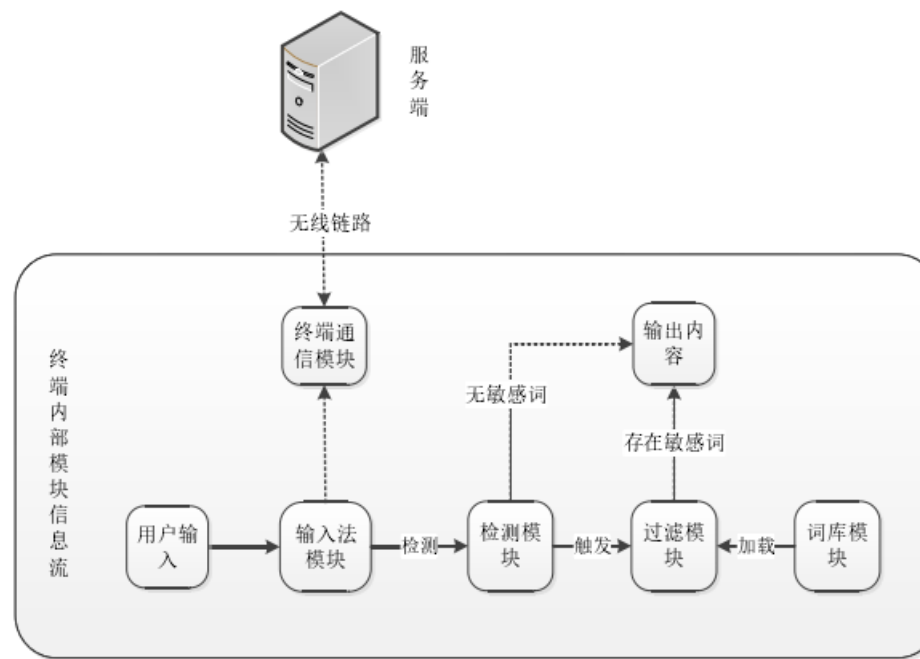 服
务
端
无线链路
终
端
内
部
模
块
信
息
流
终端通
信模块
输出内
容
无敏感词
存在敏感词
用户输
入
输入法
模块
检测
检测模
块
触发
过滤模
块
加载
词库模
块